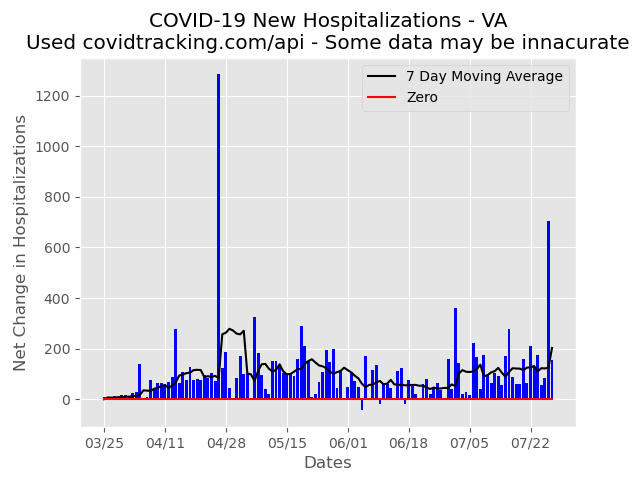 COVID-19 New Hospitalizations - VA
Used covidtracking.com/api - Some data may be innacurate
7 Day Moving Average
Zero
Net Change in Hospitalizations
1200
1000
800
600
400
200
0
03/25 04/11 04/28 05/15 06/01 06/18 07/05 07/22
Dates